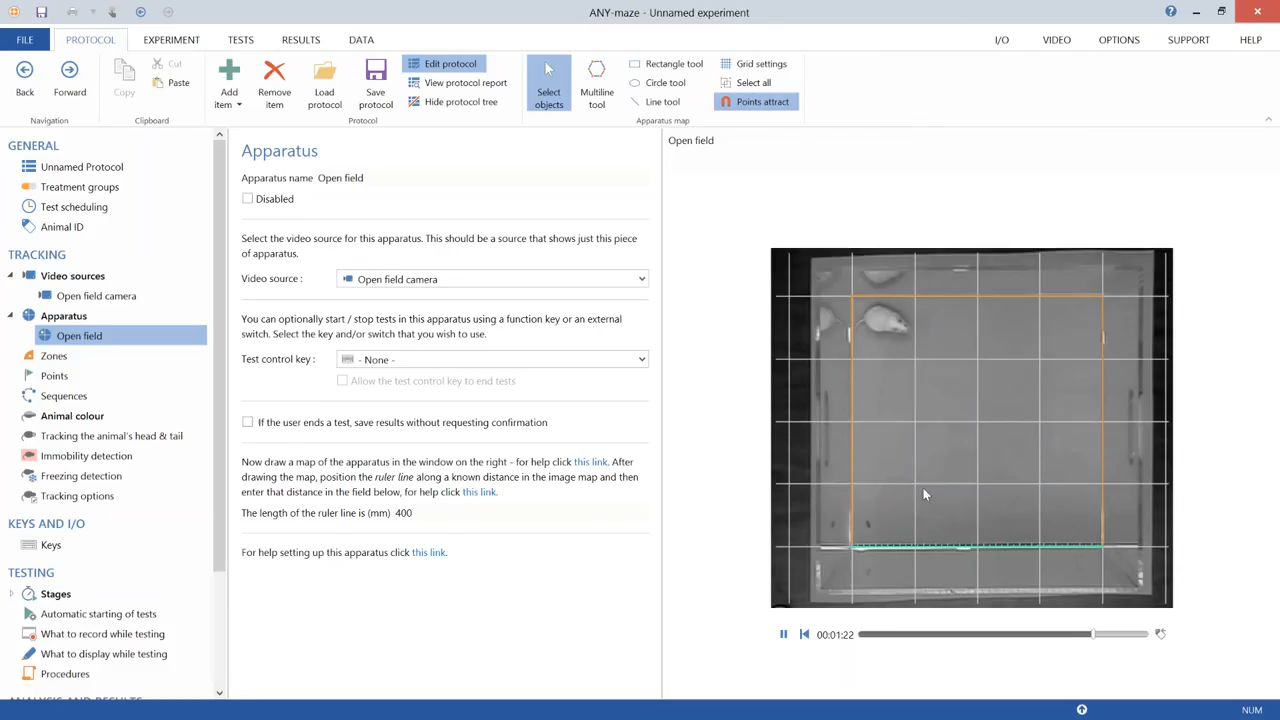 ANY-maze - Unnamed experiment
FILE
PROTOCOL
EXPERIMENT
TESTS
RESULTS
DATA
I/O
VIDEO
OPTIONS
SUPPORT
HELP
Back
Forward
Navigation
Copy
Cut
Paste
Clipboard
Add item
Remove item
Load protocol
Save protocol
Edit protocol
View protocol report
Hide protocol tree
Protocol
Select objects
Multiline tool
Rectangle tool
Circle tool
Line tool
Grid settings
Select all
Points attract
Apparatus map
GENERAL
Unnamed Protocol
Treatment groups
Test scheduling
Animal ID
TRACKING
Video sources
Open field camera
Apparatus
Open field
Zones
Points
Sequences
Animal colour
Tracking the animal's head & tail
Immobility detection
Freezing detection
Tracking options
KEYS AND I/O
Keys
TESTING
Stages
Automatic starting of tests
What to record while testing
What to display while testing
Procedures
ANALYSIS AND RESULTS
Apparatus
Apparatus name Open field
Disabled
Select the video source for this apparatus. This should be a source that shows just this piece
of apparatus.
Video source : Open field camera
You can optionally start / stop tests in this apparatus using a function key or an external
switch. Select the key and/or switch that you wish to use.
Test control key : - None -
Allow the test control key to end tests
If the user ends a test, save results without requesting confirmation
Now draw a map of the apparatus in the window on the right - for help click this link. After
drawing the map, position the ruler line along a known distance in the image map and then
enter that distance in the field below, for help click this link.
The length of the ruler line is (mm) 400
For help setting up this apparatus click this link.
Open field
00:01:22
NUM